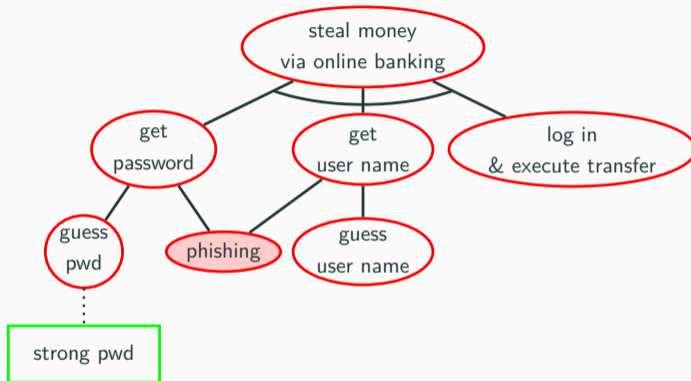 steal money
via online banking
get
password
get
user name
log in
& execute transfer
guess
pwd
phishing
guess
user name
strong pwd